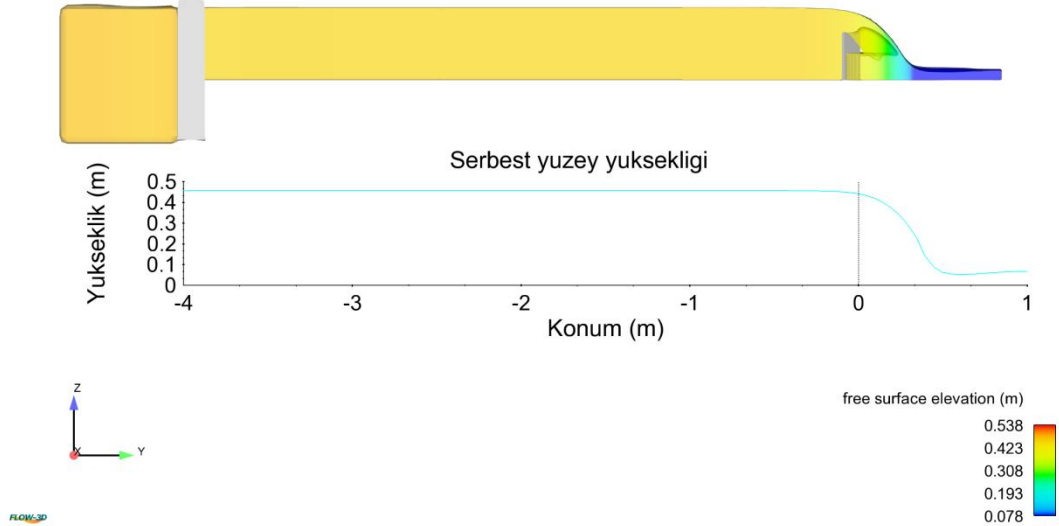 Serbest yuzey yuksekligi
Yukseklik (m)
0.5
0.4
0.3
0.2
0.1
0
-4
-3
-2
-1
0
1
Konum (m)
Z
X
Y
free surface elevation (m)
0.538
0.423
0.308
0.193
0.078
FLOW-3D